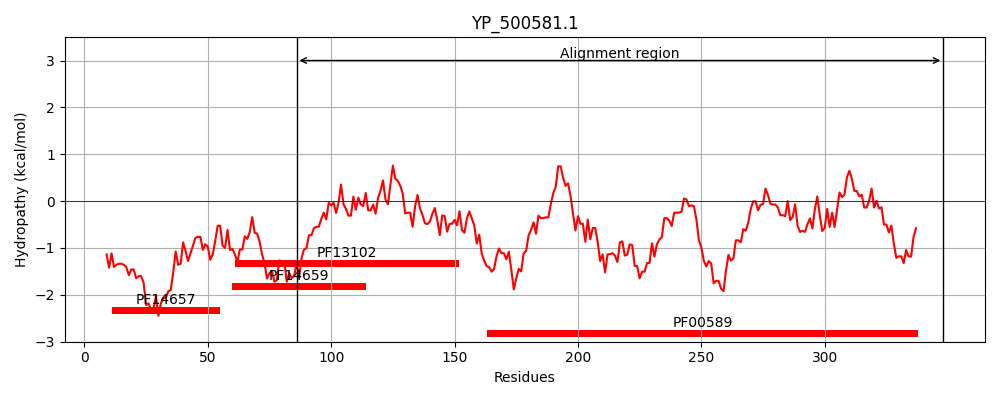 YP_500581.1
Alignment region
Hydropathy (kcal/mol)
3
2
1
0
−1
−2
−3
PF13102
PF14659
PF14657
PF00589
0 50 100 150 200 250 300
Residues